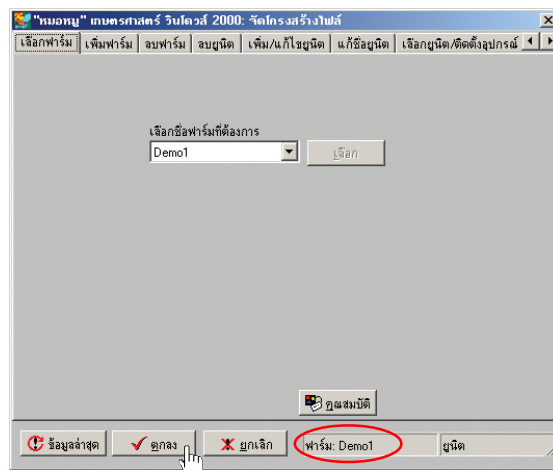 "หมอหมู" เกษตรศาสตร์ วินโดวส์ 2000: จัดโครงสร้างไฟล์
เลือกฟาร์ม เพิ่มฟาร์ม ลบฟาร์ม ลบยูนิต เพิ่ม/แก้ไขยูนิต แก้ชื่อยูนิต เลือกยูนิต/ติดตั้งอุปกรณ์
เลือกชื่อฟาร์มที่ต้องการ
Demo1 เลือก
คุณสมบัติ
ข้อมูลล่าสุด ตกลง ยกเลิก ฟาร์ม: Demo1 ยูนิต